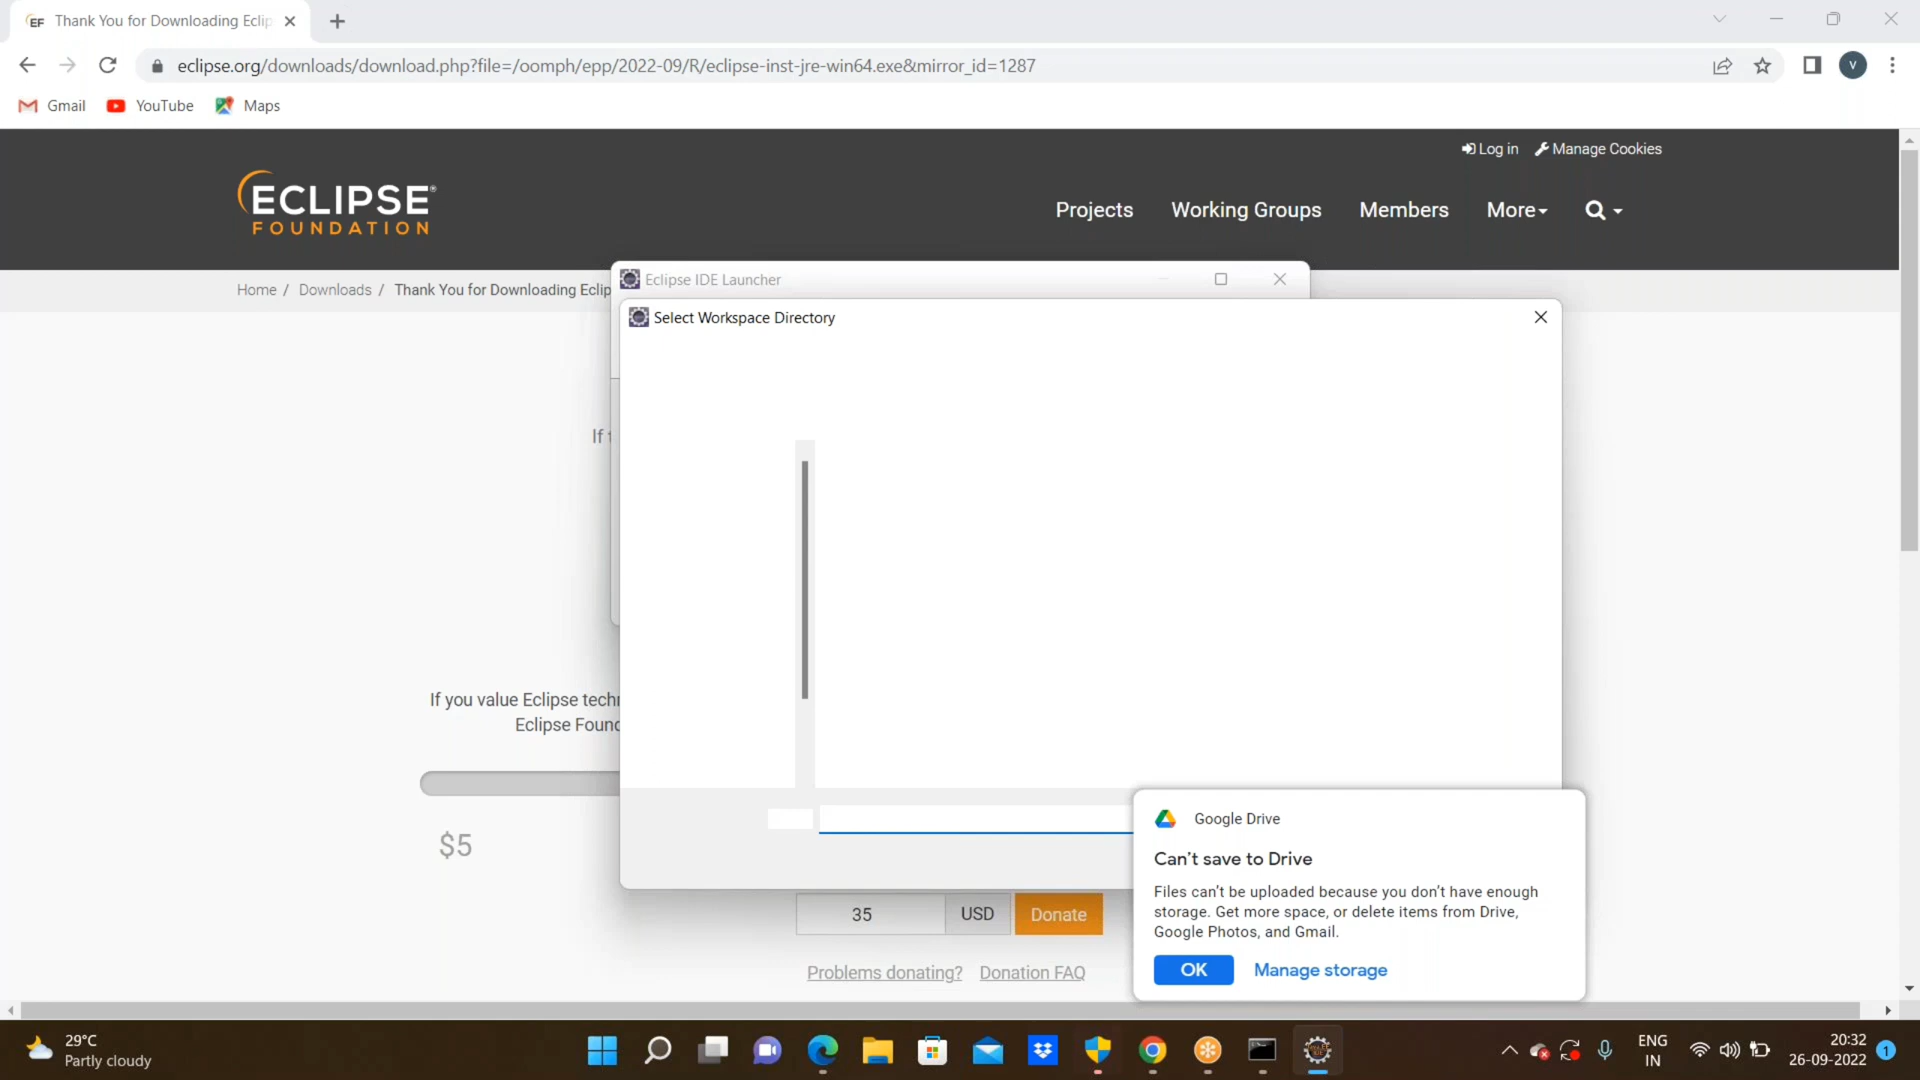 EF Thank You for Downloading Eclip
eclipse.org/downloads/download.php?file=/oomph/epp/2022-09/R/eclipse-inst-jre-win64.exe&mirror_id=1287
V
Gmail YouTube Maps
Log in Manage Cookies
ECLIPSE®
FOUNDATION
Projects Working Groups Members More
Home / Downloads / Thank You for Downloading Eclip
Eclipse IDE Launcher
Select Workspace Directory
If t
If you value Eclipse techn
Eclipse Found
$5
35 USD Donate
Problems donating? Donation FAQ
Google Drive
Can't save to Drive
Files can't be uploaded because you don't have enough
storage. Get more space, or delete items from Drive,
Google Photos, and Gmail.
OK Manage storage
29°C
Partly cloudy
ENG
IN
20:32
26-09-2022
1